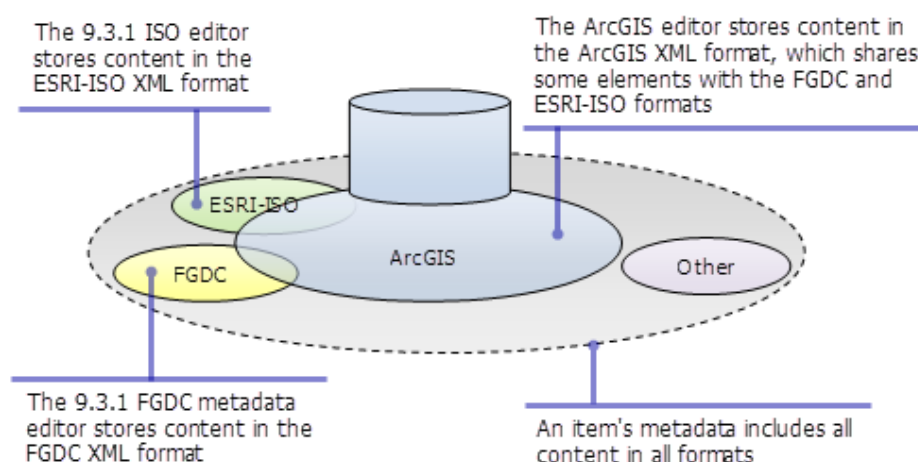 The 9.3.1 ISO editor
stores content in the
ESRI-ISO XML format
The ArcGIS editor stores content in
the ArcGIS XML format, which shares
some elements with the FGDC and
ESRI-ISO formats
ESRI-ISO
ArcGIS
FGDC
Other
The 9.3.1 FGDC metadata
editor stores content in the
FGDC XML format
An item's metadata includes all
content in all formats